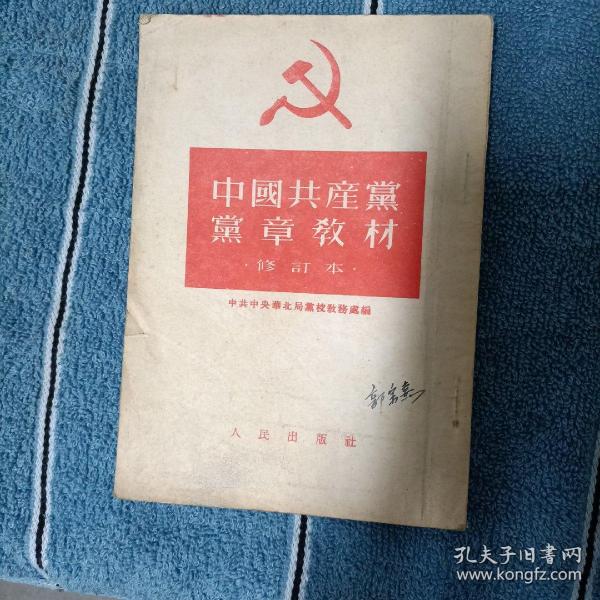 中國共産黨
黨章教材
·修訂本·
中共中央華北局黨校教務處編
人民出版社
孔夫子旧书网
www.kongfz.com